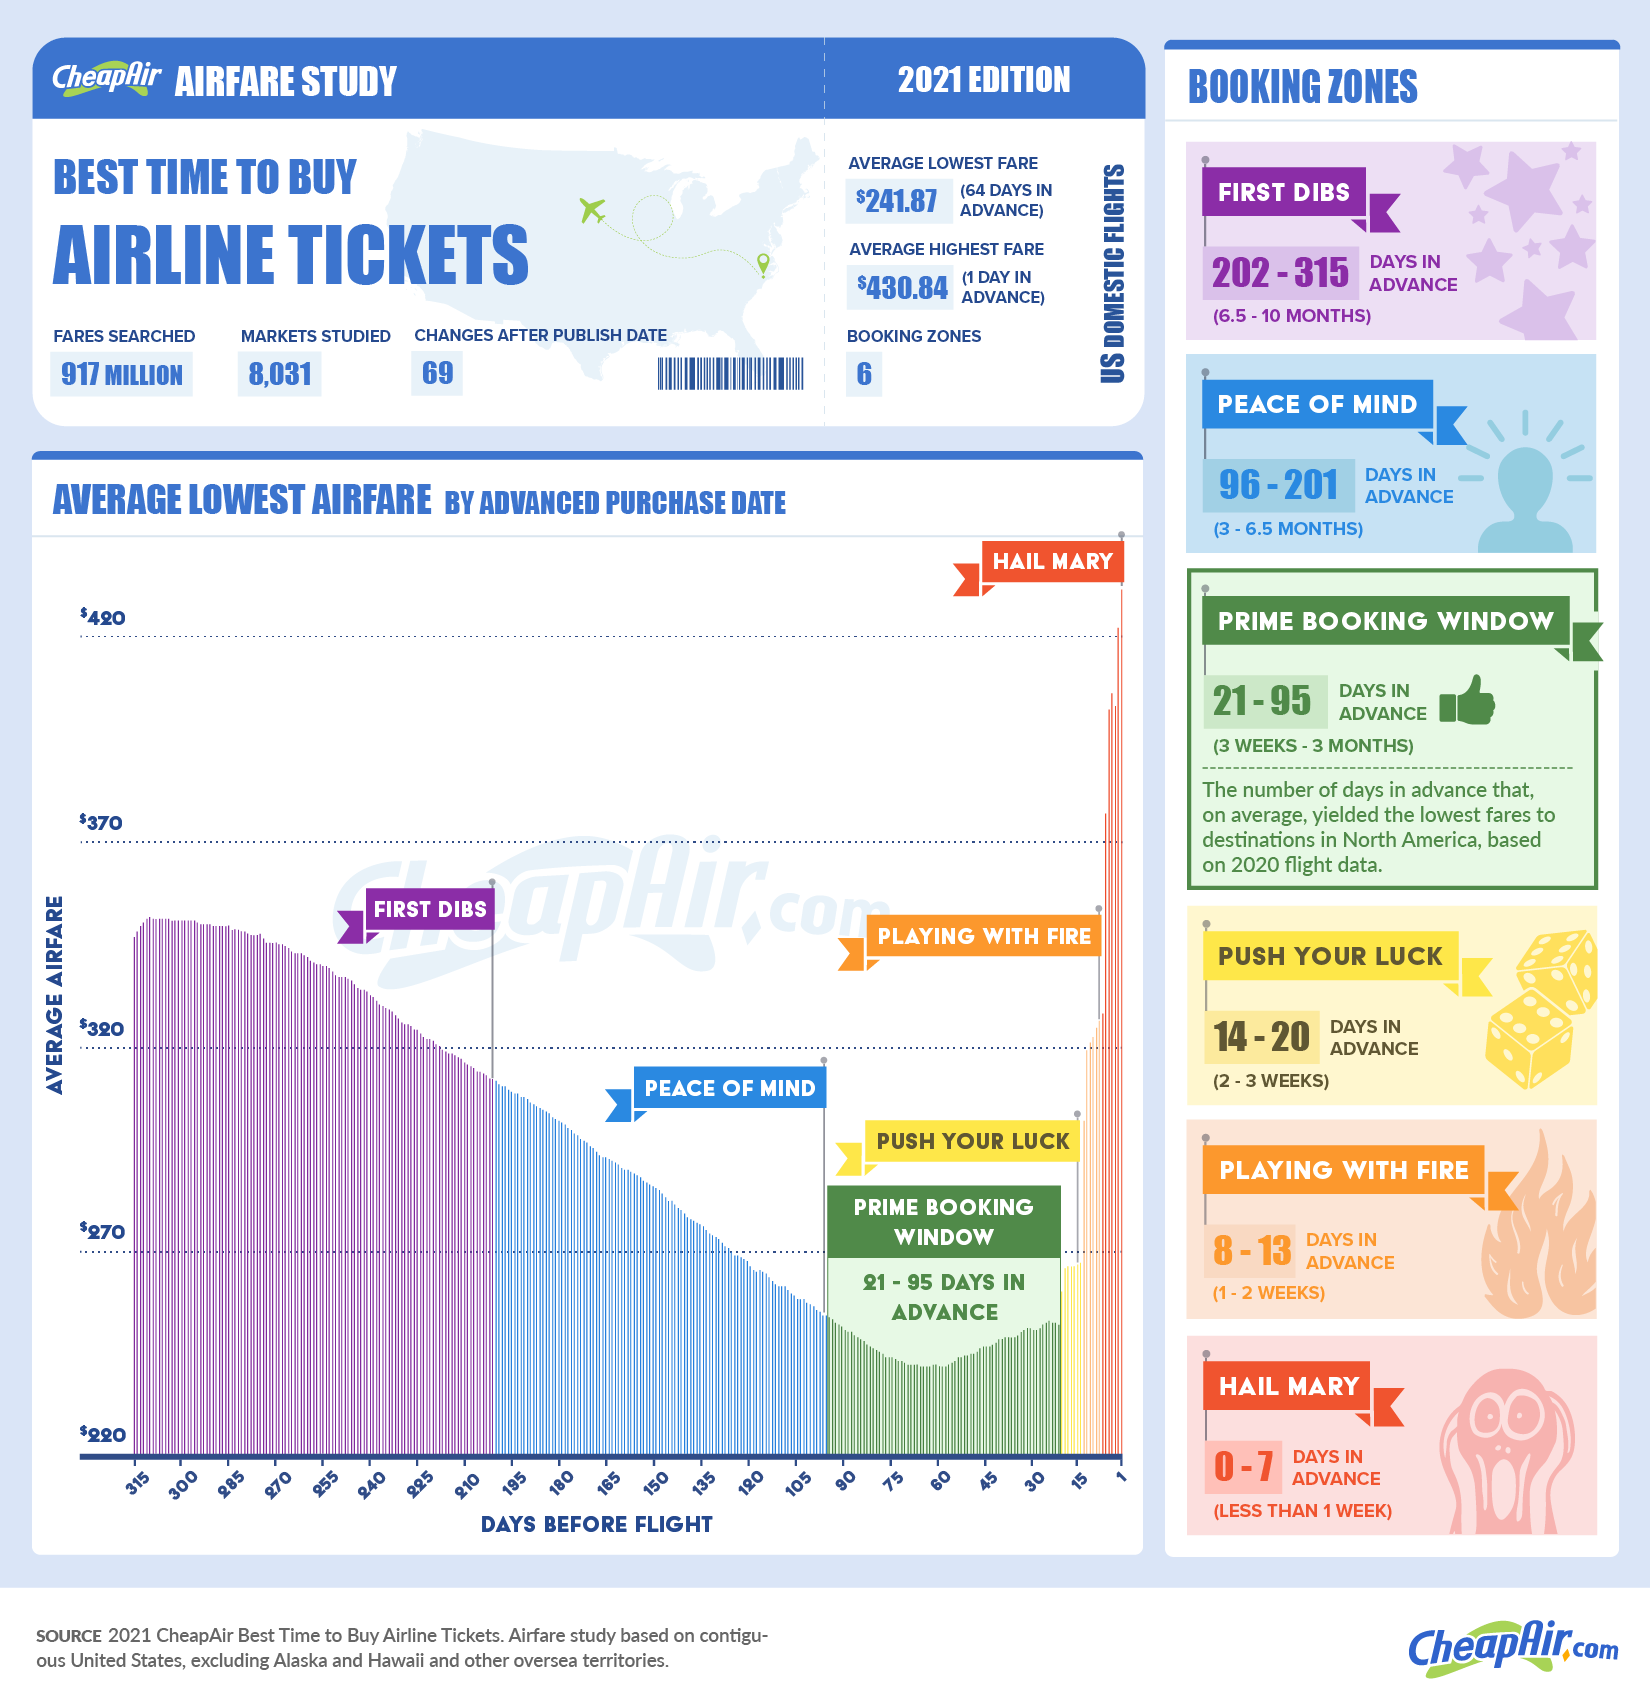 CheapAir AIRFARE STUDY
2021 EDITION
BEST TIME TO BUY
AIRLINE TICKETS
FARES SEARCHED
917 MILLION
MARKETS STUDIED
8,031
CHANGES AFTER PUBLISH DATE
69
AVERAGE LOWEST FARE
$241.87 (64 DAYS IN
ADVANCE)
AVERAGE HIGHEST FARE
$430.84 (1 DAY IN
ADVANCE)
BOOKING ZONES
6
US DOMESTIC FLIGHTS
AVERAGE LOWEST AIRFARE BY ADVANCED PURCHASE DATE
HAIL MARY
$420
$370
CheapAir.com
FIRST DIBS
PLAYING WITH FIRE
AVERAGE AIRFARE
$320
PEACE OF MIND
PUSH YOUR LUCK
PRIME BOOKING
WINDOW
$270
21 - 95 DAYS IN
ADVANCE
$220
315 300 285 270 255 240 225 210 195 180 165 150 135 120 105 90 75 60 45 30 15 1
DAYS BEFORE FLIGHT
BOOKING ZONES
FIRST DIBS
202 - 315 DAYS IN
ADVANCE
(6.5 - 10 MONTHS)
PEACE OF MIND
96 - 201 DAYS IN
ADVANCE
(3 - 6.5 MONTHS)
PRIME BOOKING WINDOW
21 - 95 DAYS IN
ADVANCE
(3 WEEKS - 3 MONTHS)
The number of days in advance that,
on average, yielded the lowest fares to
destinations in North America, based
on 2020 flight data.
PUSH YOUR LUCK
14 - 20 DAYS IN
ADVANCE
(2 - 3 WEEKS)
PLAYING WITH FIRE
8 - 13 DAYS IN
ADVANCE
(1 - 2 WEEKS)
HAIL MARY
0 - 7 DAYS IN
ADVANCE
(LESS THAN 1 WEEK)
SOURCE 2021 CheapAir Best Time to Buy Airline Tickets. Airfare study based on contigu-
ous United States, excluding Alaska and Hawaii and other oversea territories.
CheapAir.com